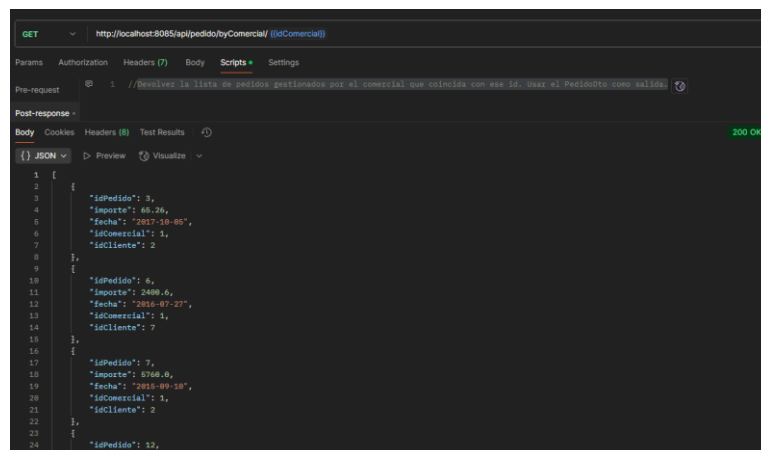 GET http://localhost:8085/api/pedido/byComercial/ {{idComercial}}
Params Authorization Headers (7) Body Scripts Settings
Pre-request
1 //Devolver la lista de pedidos gestionados por el comercial que coincida con ese id. Usar el PedidoDto como salida.
Post-response
Body Cookies Headers (8) Test Results 200 OK
{} JSON Preview Visualize
1 [
2 {
3 "idPedido": 3,
4 "importe": 65.26,
5 "fecha": "2017-10-05",
6 "idComercial": 1,
7 "idCliente": 2
8 },
9 {
10 "idPedido": 6,
11 "importe": 2400.6,
12 "fecha": "2016-07-27",
13 "idComercial": 1,
14 "idCliente": 7
15 },
16 {
17 "idPedido": 7,
18 "importe": 5760.0,
19 "fecha": "2015-09-10",
20 "idComercial": 1,
21 "idCliente": 2
22 },
23 {
24 "idPedido": 12,